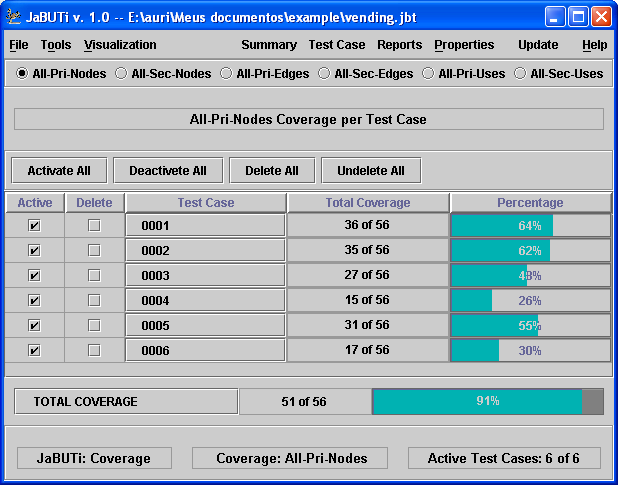 JaBUTi v. 1.0 -- E:\auri\Meus documentos\example\vending.jbt
File Tools Visualization Summary Test Case Reports Properties Update Help
All-Pri-Nodes All-Sec-Nodes All-Pri-Edges All-Sec-Edges All-Pri-Uses All-Sec-Uses
All-Pri-Nodes Coverage per Test Case
Activate All Deactivete All Delete All Undelete All
Active Delete Test Case Total Coverage Percentage
0001 36 of 56 64%
0002 35 of 56 62%
0003 27 of 56 48%
0004 15 of 56 26%
0005 31 of 56 55%
0006 17 of 56 30%
TOTAL COVERAGE 51 of 56 91%
JaBUTi: Coverage Coverage: All-Pri-Nodes Active Test Cases: 6 of 6